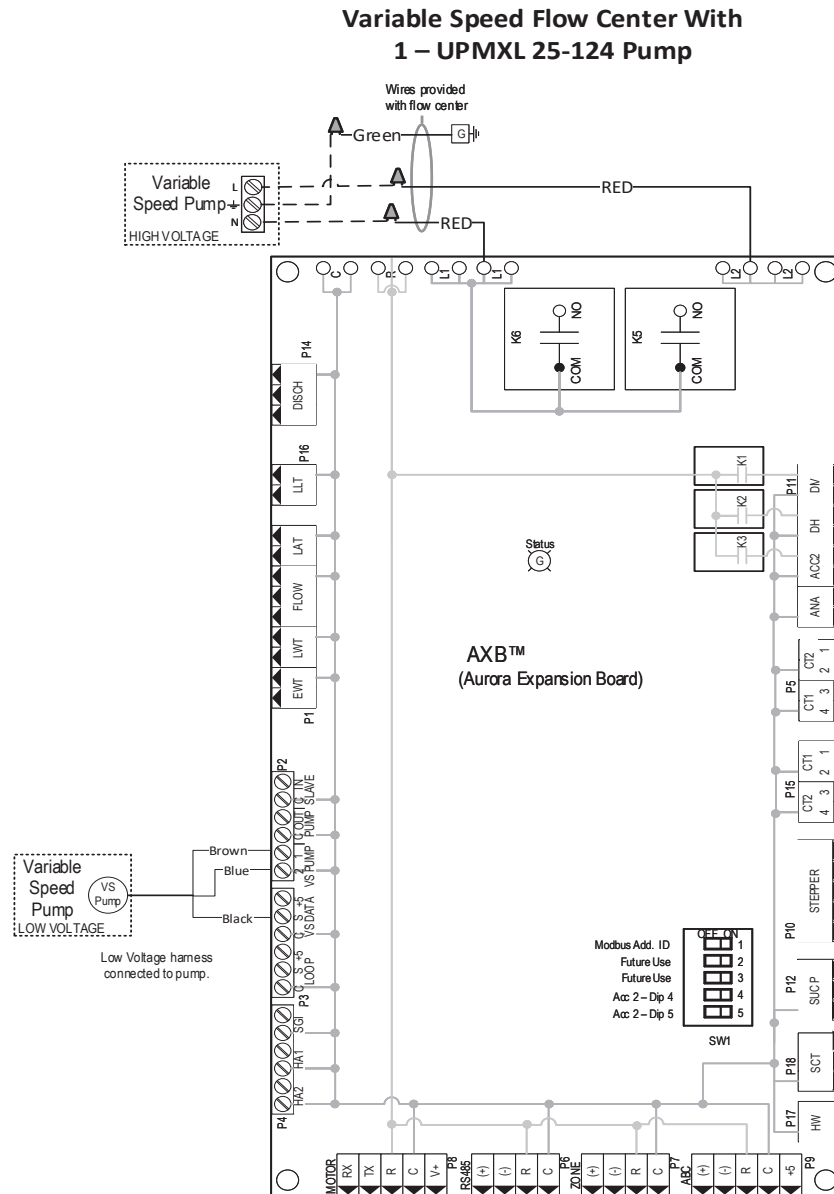 Variable Speed Flow Center With
1 – UPMXL 25-124 Pump
Wires provided
with flow center
Green
G
Variable
Speed Pump
L
N
HIGH VOLTAGE
RED
RED
C
R
L1
L1
L2
L2
K6
NO
COM
K5
NO
COM
P14
DISCH
P16
LLT
LAT
FLOW
LWT
EWT
P1
K1
K2
K3
P11
DV
DH
ACC2
ANA
Status
G
AXB™
(Aurora Expansion Board)
CT2
1
2
P5
CT1
3
4
CT1
1
2
P15
CT2
3
4
P2
IN
C
SLAVE
OUT
C
PUMP
1
2
VS PUMP
Brown
Blue
Black
Variable
Speed
Pump
VS
Pump
LOW VOLTAGE
Low Voltage harness
connected to pump.
+5
S
C
VS DATA
+5
S
C
LOOP
P3
SGI
HA1
HA2
P4
STEPPER
P10
OFF ON
Modbus Add. ID
1
Future Use
2
Future Use
3
Acc 2 – Dip 4
4
Acc 2 – Dip 5
5
SW1
P12
SUC P
P18
SCT
P17
HW
MOTOR
RX
TX
R
C
V+
P8
RS485
(+)
(-)
R
C
P6
ZONE
(+)
(-)
R
C
P7
ABC
(+)
(-)
R
C
+5
P9